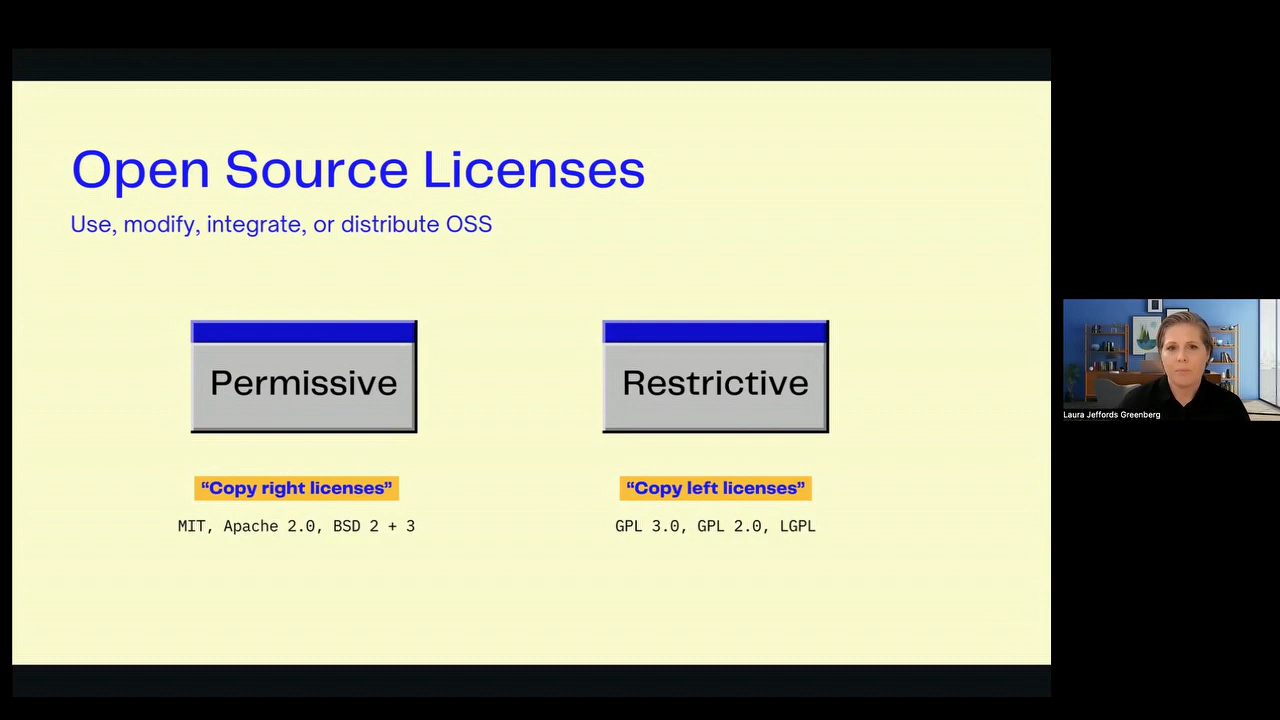 Open Source Licenses
Use, modify, integrate, or distribute OSS
Permissive
Restrictive
“Copy right licenses”
“Copy left licenses”
MIT, Apache 2.0, BSD 2 + 3
GPL 3.0, GPL 2.0, LGPL
Laura Jeffords Greenberg